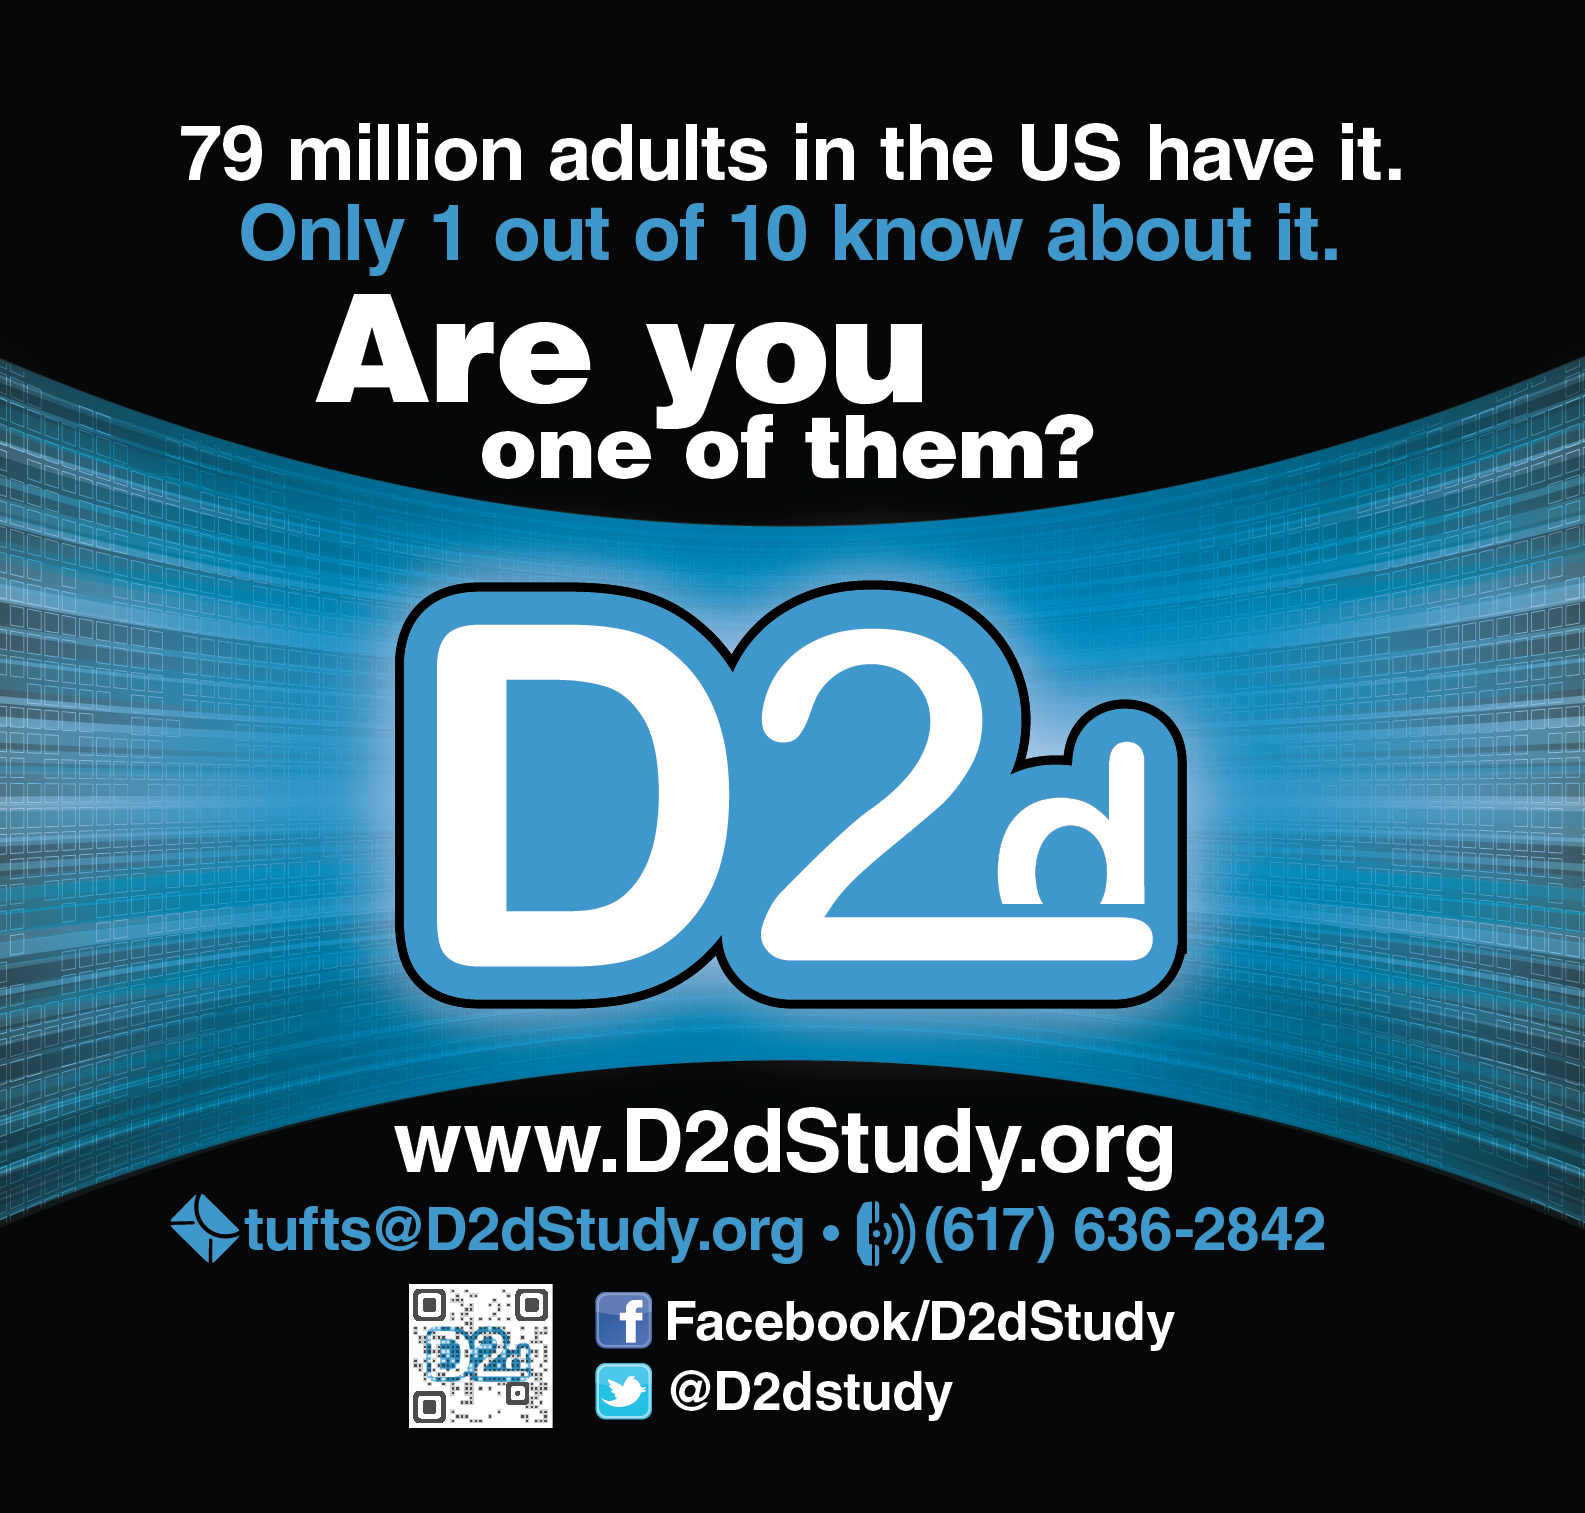 79 million adults in the US have it.
Only 1 out of 10 know about it.
Are you
one of them?
D2d
www.D2dStudy.org
tufts@D2dStudy.org • (617) 636-2842
D2d
f Facebook/D2dStudy
@D2dstudy